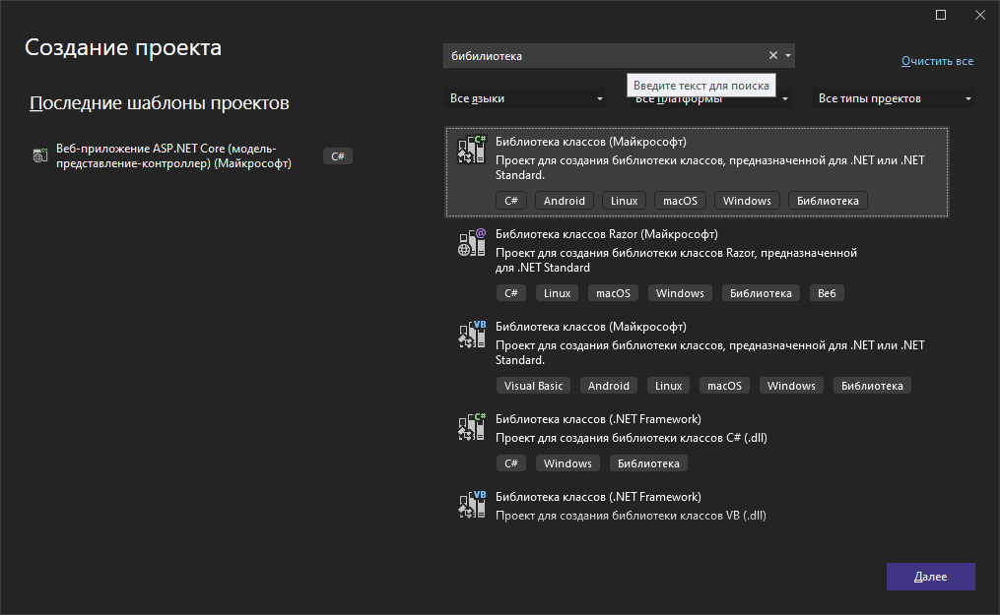 Создание проекта
бибилиотека
Очистить все
Введите текст для поиска
Все языки
Все платформы
Все типы проектов
Последние шаблоны проектов
Веб-приложение ASP.NET Core (модель-
представление-контроллер) (Майкрософт)
C#
Библиотека классов (Майкрософт)
Проект для создания библиотеки классов, предназначенной для .NET или .NET
Standard.
C# Android Linux macOS Windows Библиотека
Библиотека классов Razor (Майкрософт)
Проект для создания библиотеки классов Razor, предназначенной
для .NET Standard
C# Linux macOS Windows Библиотека Веб
Библиотека классов (Майкрософт)
Проект для создания библиотеки классов, предназначенной для .NET или .NET
Standard.
Visual Basic Android Linux macOS Windows Библиотека
Библиотека классов (.NET Framework)
Проект для создания библиотеки классов C# (.dll)
C# Windows Библиотека
Библиотека классов (.NET Framework)
Проект для создания библиотеки классов VB (.dll)
Далее